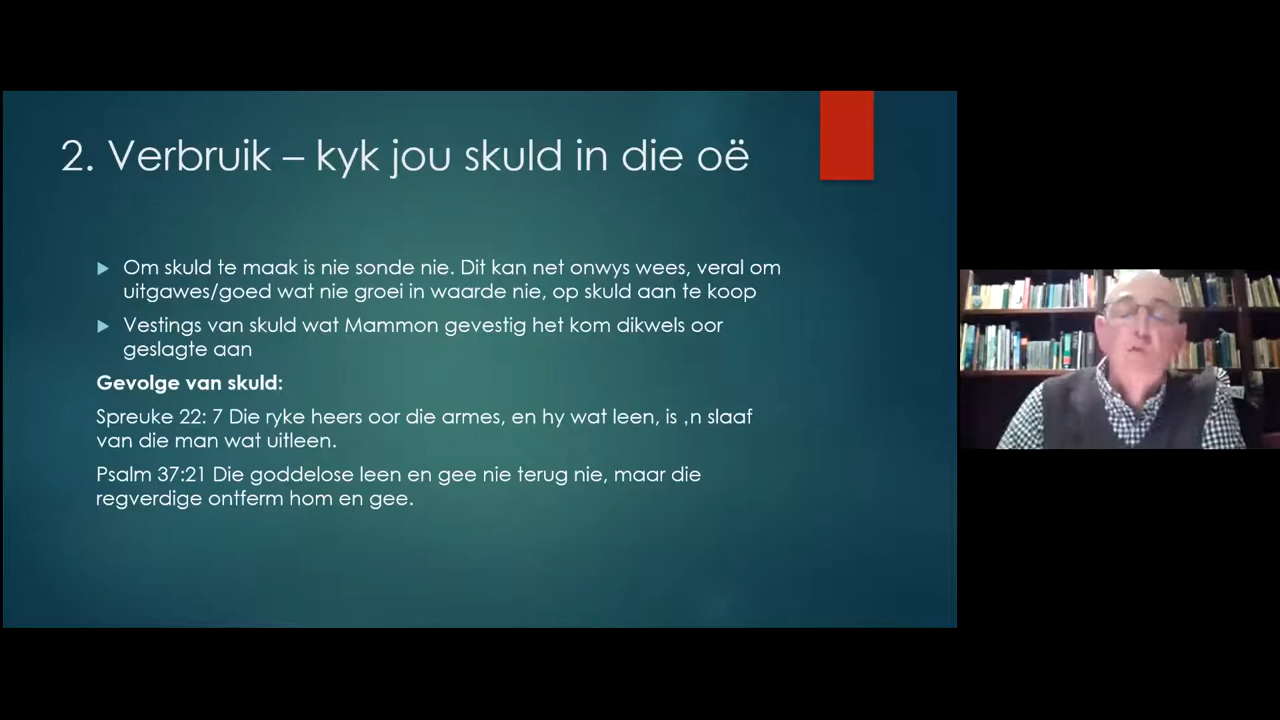 2. Verbruik – kyk jou skuld in die oë
Om skuld te maak is nie sonde nie. Dit kan net onwys wees, veral om
uitgawes/goed wat nie groei in waarde nie, op skuld aan te koop
Vestings van skuld wat Mammon gevestig het kom dikwels oor
geslagte aan
Gevolge van skuld:
Spreuke 22: 7 Die ryke heers oor die armes, en hy wat leen, is ‚n slaaf
van die man wat uitleen.
Psalm 37:21 Die goddelose leen en gee nie terug nie, maar die
regverdige ontferm hom en gee.